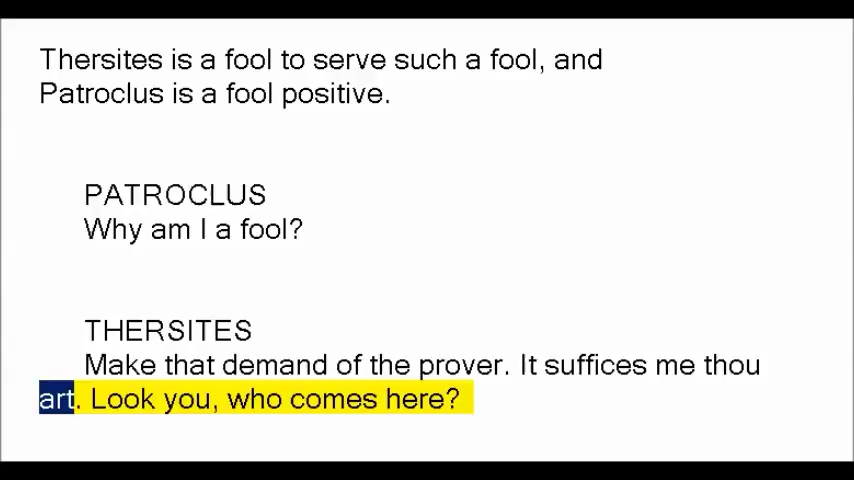 Thersites is a fool to serve such a fool, and
Patroclus is a fool positive.
PATROCLUS
Why am I a fool?
THERSITES
Make that demand of the prover. It suffices me thou
art. Look you, who comes here?